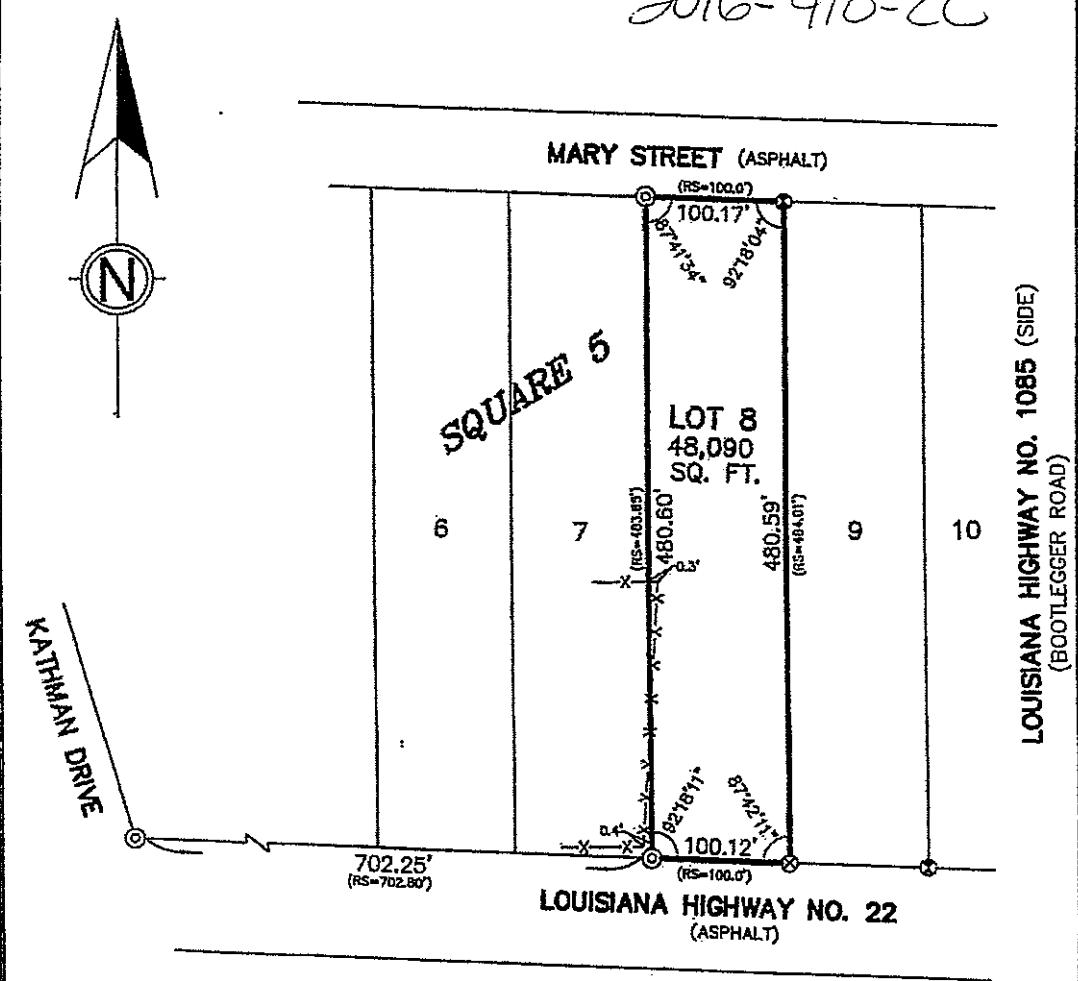 2016-410-ZC
MARY STREET (ASPHALT)
(RS=100.0')
100.17'
87°41'34"
92°18'04"
N
SQUARE 5
LOT 8
48,090
SQ. FT.
(RS=483.85')
480.60'
480.59'
(RS=484.01')
6
7
9
10
0.3'
LOUISIANA HIGHWAY NO. 1085 (SIDE)
(BOOTLEGGER ROAD)
KATHMAN DRIVE
0.4'
92°18'11"
87°42'11"
100.12'
(RS=100.0')
702.25'
(RS=702.80')
LOUISIANA HIGHWAY NO. 22
(ASPHALT)